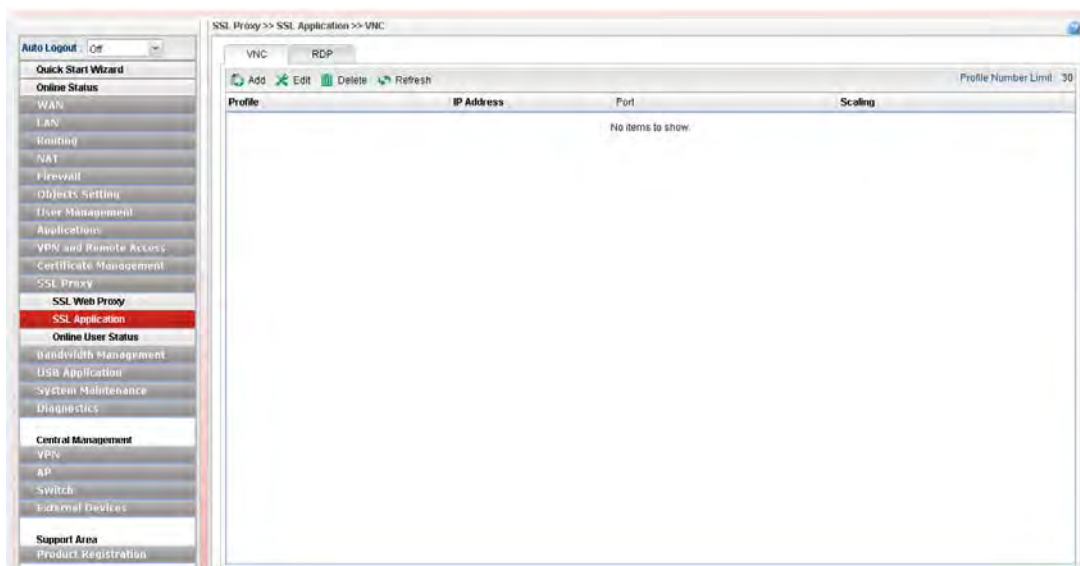 SSL Proxy >> SSL Application >> VNC
Auto Logout : Off
Quick Start Wizard
Online Status
WAN
LAN
Routing
NAT
Firewall
Objects Setting
User Management
Applications
VPN and Remote Access
Certificate Management
SSL Proxy
SSL Web Proxy
SSL Application
Online User Status
Bandwidth Management
USB Application
System Maintenance
Diagnostics
Central Management
VPN
AP
Switch
External Devices
Support Area
Product Registration
VNC RDP
Add Edit Delete Refresh Profile Number Limit 30
Profile IP Address Port Scaling
No items to show.